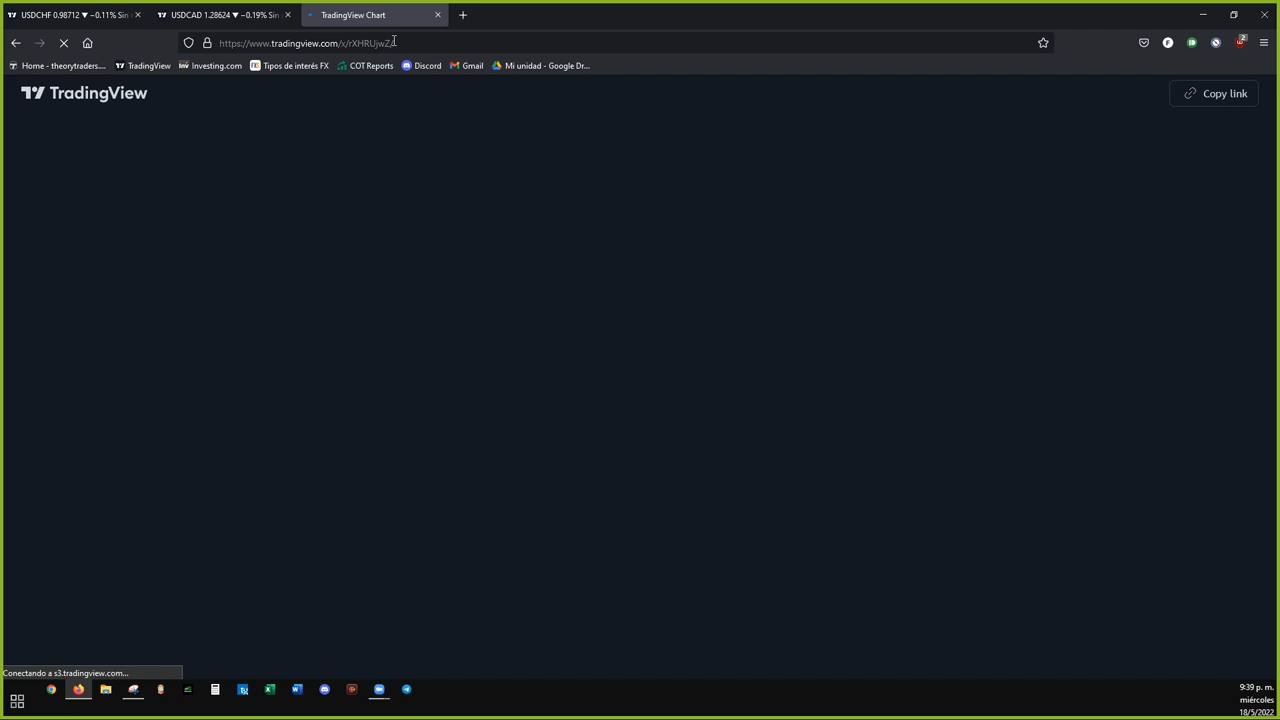 USDCHF 0.98712 ▼ −0.11% Sin
USDCAD 1.28624 ▼ −0.19% Sin
TradingView Chart
https://www.tradingview.com/x/rXHRUjwZ/
Home - theorytraders....
TradingView
Investing.com
Tipos de interés FX
COT Reports
Discord
Gmail
Mi unidad - Google Dr...
2
TradingView
Copy link
Conectando a s3.tradingview.com...
9:39 p. m.
miércoles
18/5/2022